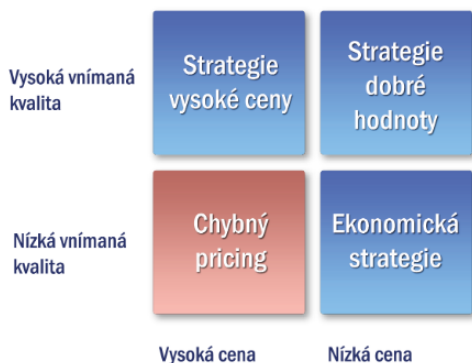 Vysoká vnímaná
kvalita
Strategie
vysoké ceny
Strategie
dobré
hodnoty
Nízká vnímaná
kvalita
Chybný
pricing
Ekonomická
strategie
Vysoká cena
Nízká cena